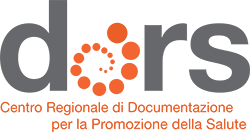 dors
Centro Regionale di Documentazione
per la Promozione della Salute